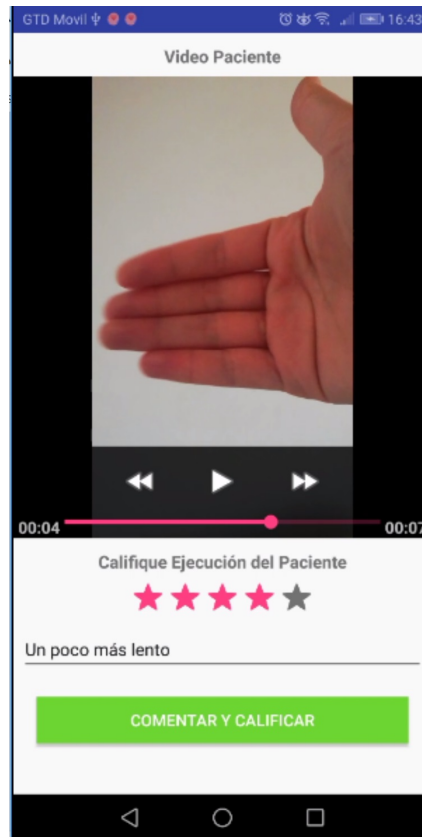 GTD Movil 16:43
Video Paciente
00:04 00:07
Califique Ejecución del Paciente
Un poco más lento
COMENTAR Y CALIFICAR